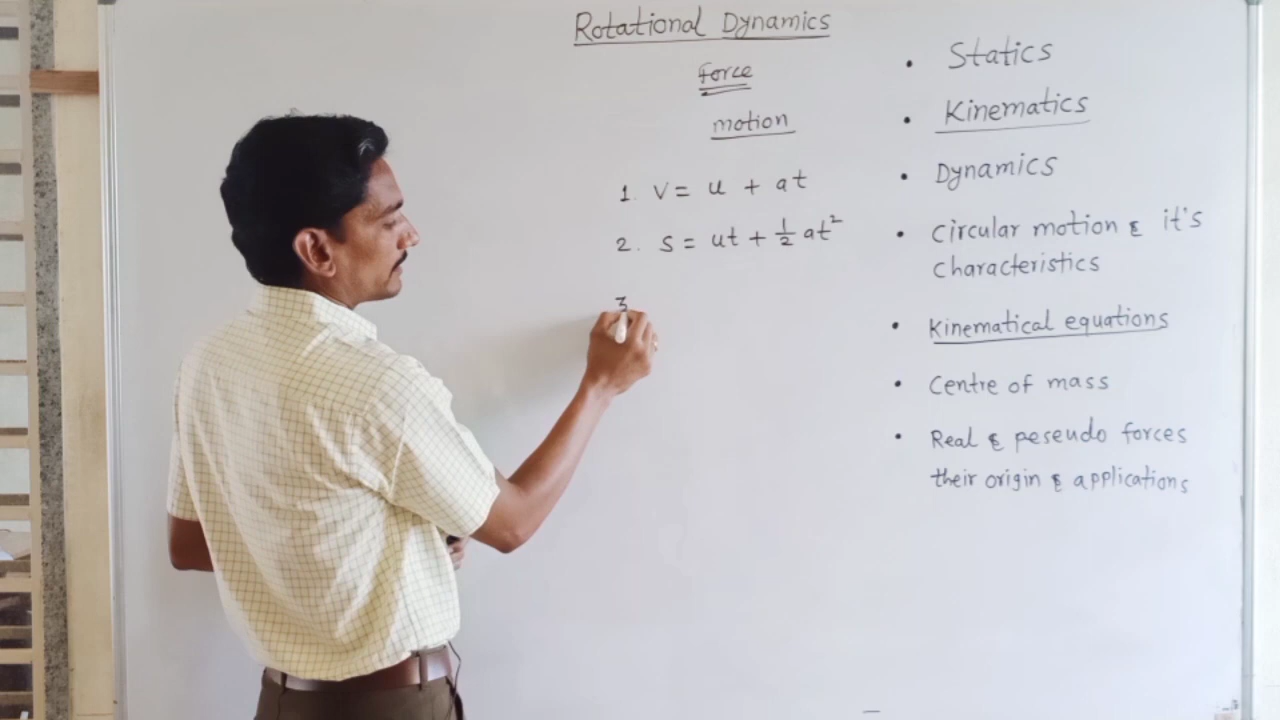 Rotational Dynamics
Force
motion
1. v = u + at
2. s = ut + ½ at²
3
• Statics
• Kinematics
• Dynamics
• Circular motion & it's
characteristics
• Kinematical equations
• Centre of mass
• Real & peseudo forces
their origin & applications